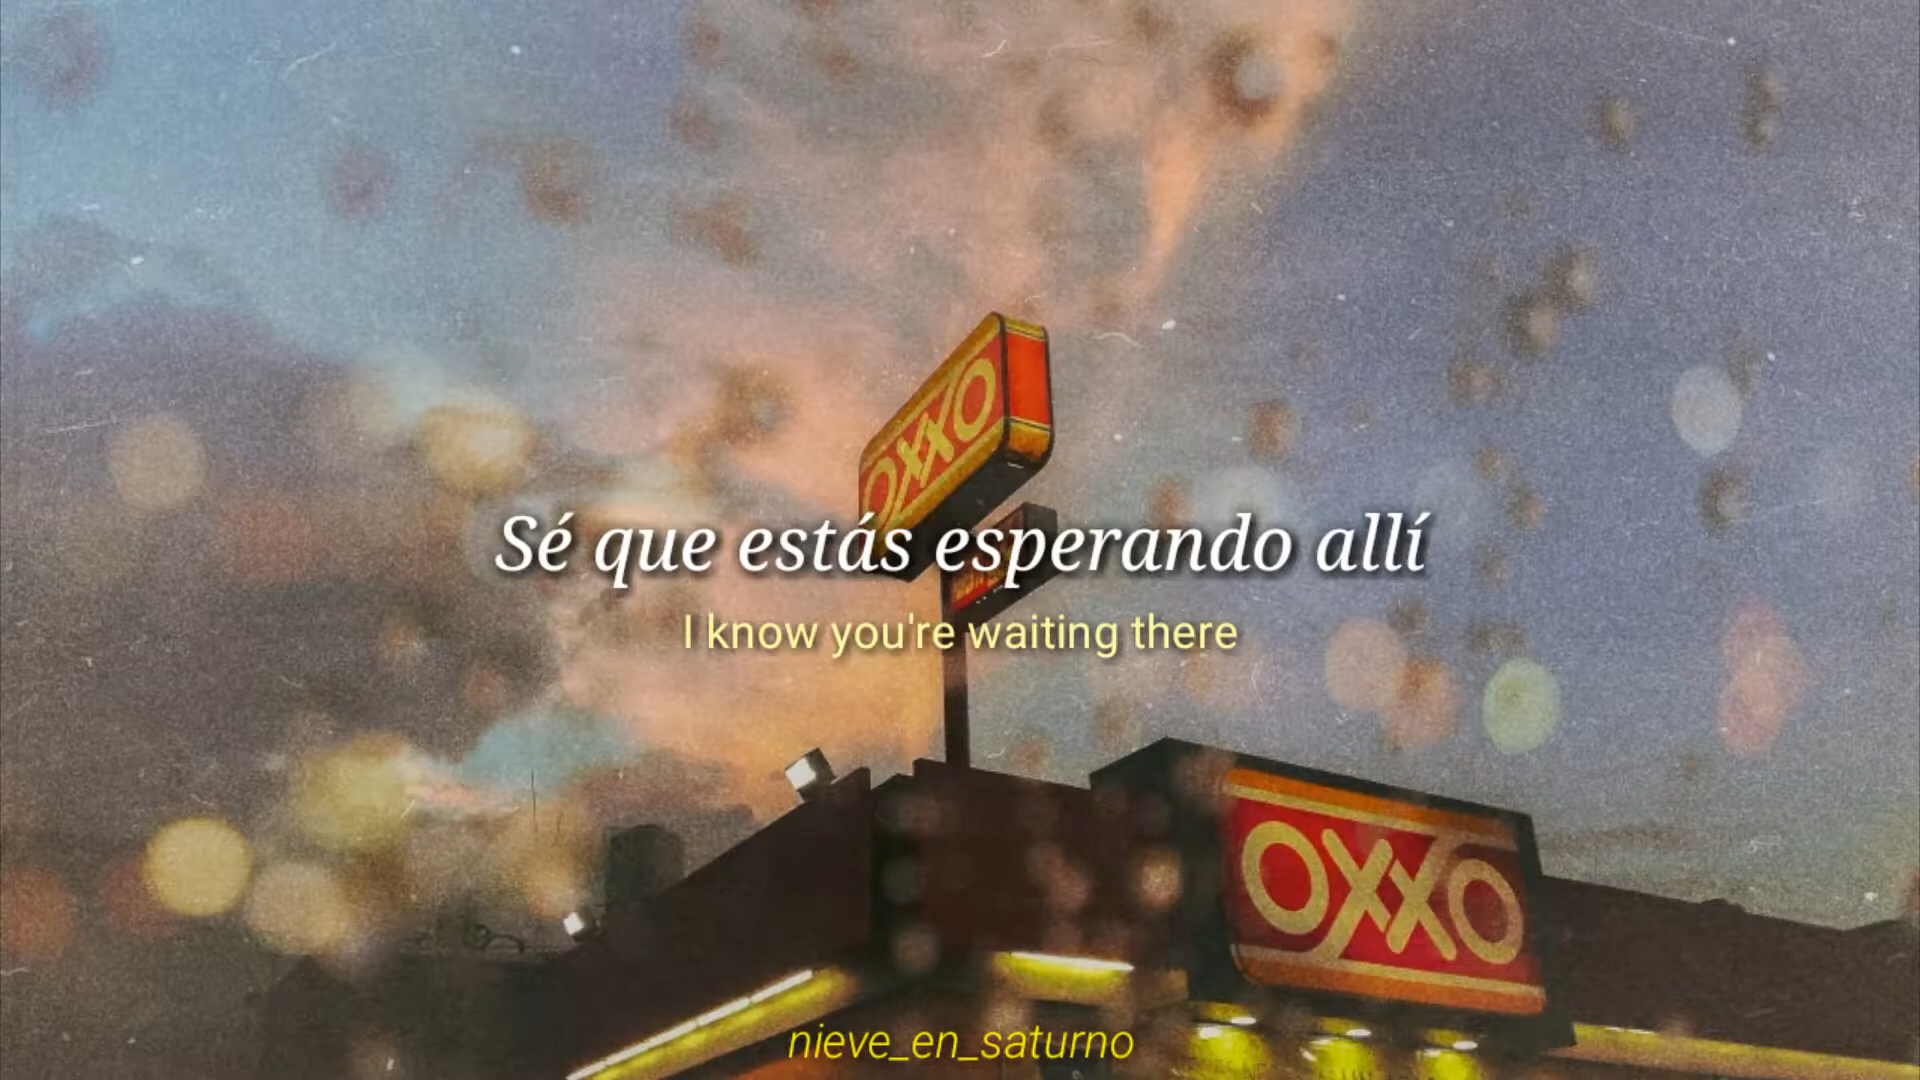 OXXO
Sé que estás esperando allí
I know you're waiting there
OXXO
nieve_en_saturno